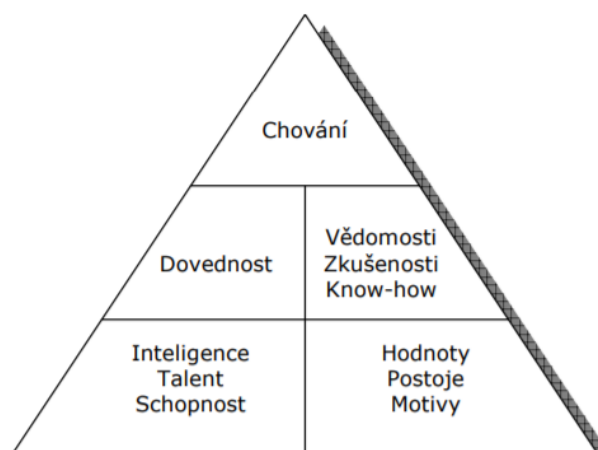 Chování
Dovednost
Vědomosti
Zkušenosti
Know-how
Inteligence
Talent
Schopnost
Hodnoty
Postoje
Motivy